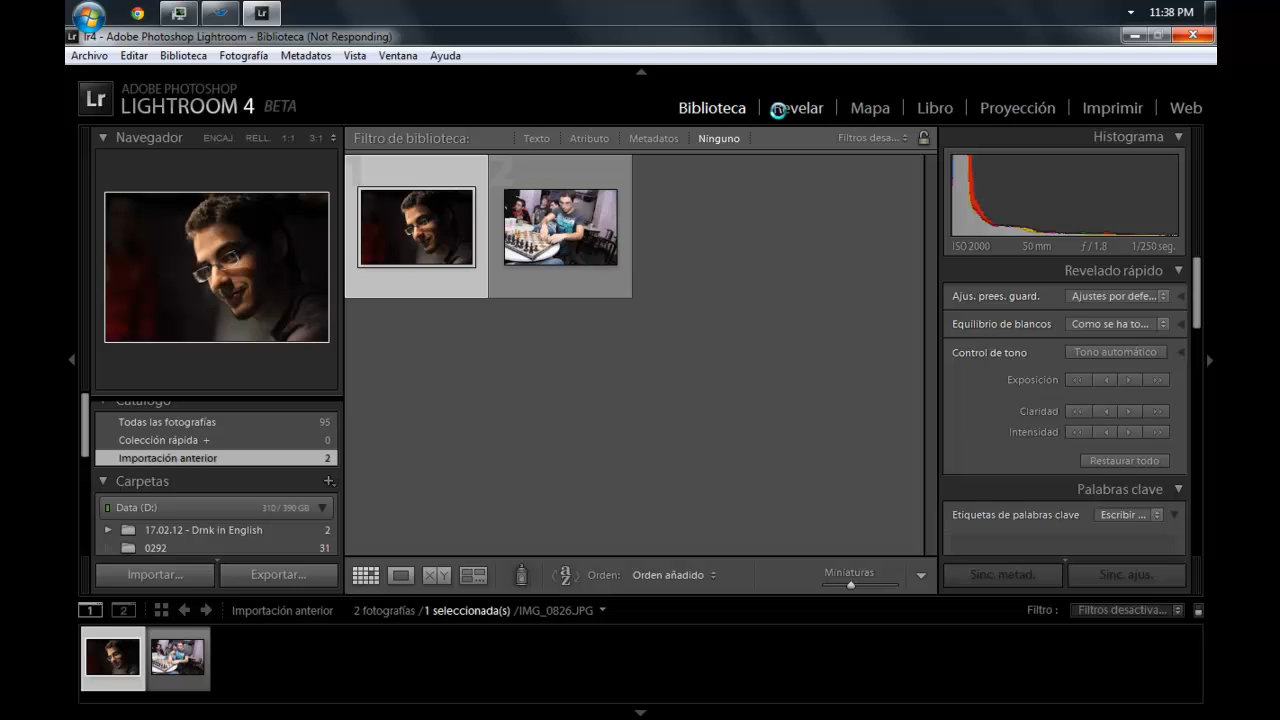 11:38 PM
lr4 - Adobe Photoshop Lightroom - Biblioteca (Not Responding)
Archivo Editar Biblioteca Fotografía Metadatos Vista Ventana Ayuda
Lr ADOBE PHOTOSHOP
LIGHTROOM 4 BETA
Biblioteca Revelar Mapa Libro Proyección Imprimir Web
Navegador ENCAJ. RELL. 1:1 3:1
Filtro de biblioteca: Texto Atributo Metadatos Ninguno Filtros desa...
Histograma
ISO 2000 50 mm ƒ / 1.8 1/250 seg.
Revelado rápido
Ajus. prees. guard. Ajustes por defe...
Equilibrio de blancos Como se ha to...
Control de tono Tono automático
Exposición
Claridad
Intensidad
Restaurar todo
Catálogo
Todas las fotografías 95
Colección rápida + 0
Importación anterior 2
Carpetas
Data (D:) 310 / 390 GB
17.02.12 - Drnk in English 2
0292 31
Importar... Exportar...
Palabras clave
Etiquetas de palabras clave Escribir ...
Orden: Orden añadido
Miniaturas
Sinc. metad. Sinc. ajus.
1 2 Importación anterior 2 fotografías / 1 seleccionada(s) /IMG_0826.JPG
Filtro : Filtros desactiva...